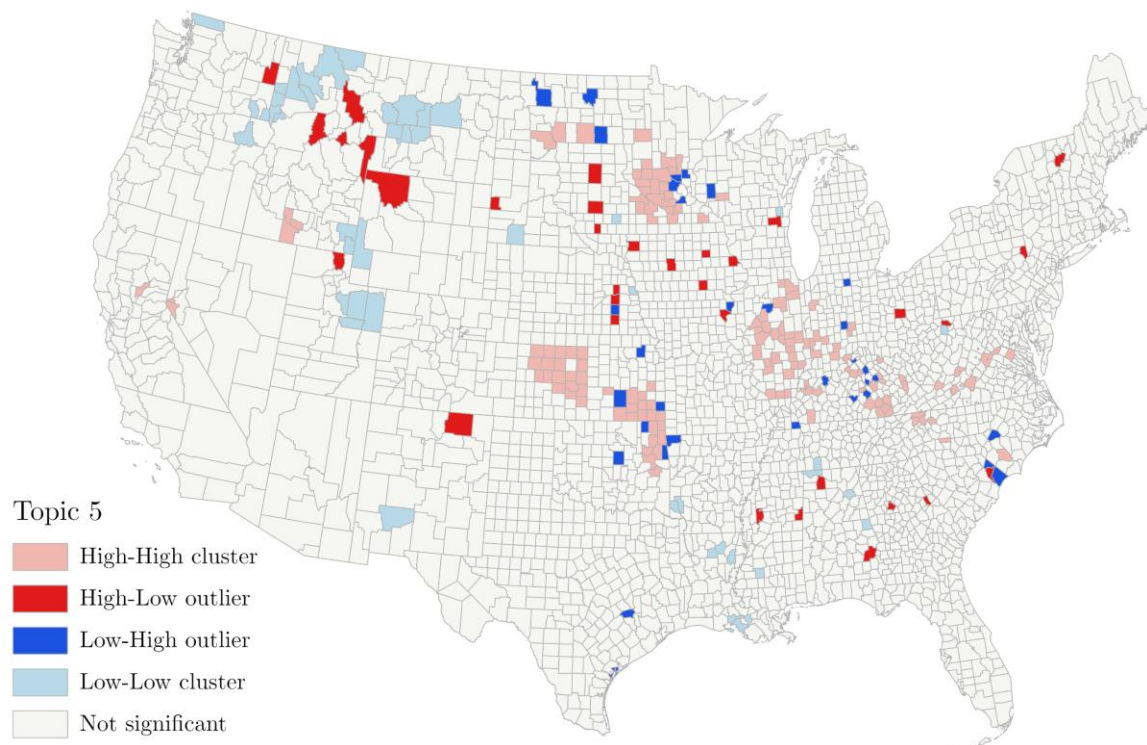 Topic 5
High-High cluster
High-Low outlier
Low-High outlier
Low-Low cluster
Not significant